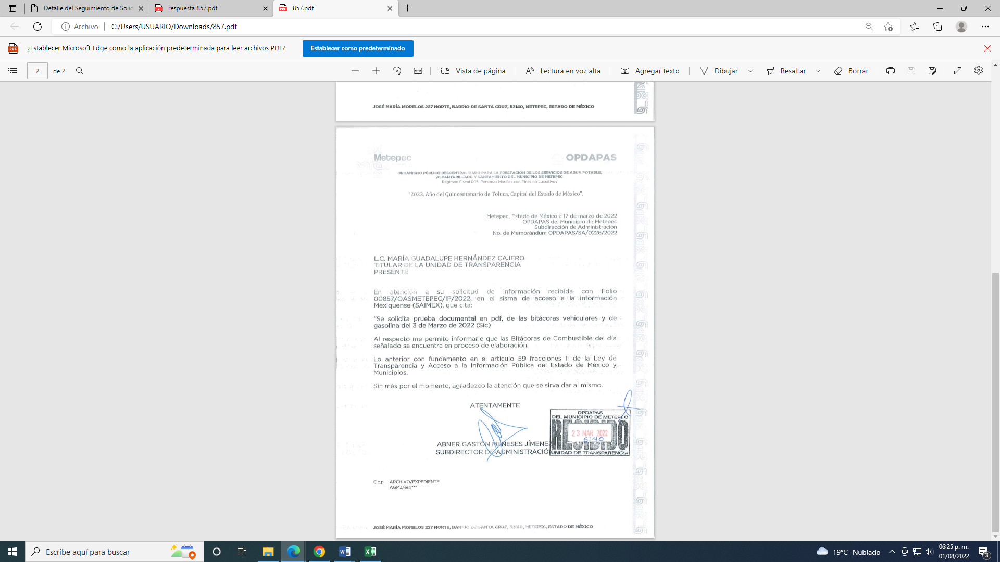 Detalle del Seguimiento de Solic
respuesta 857.pdf
857.pdf
Archivo
C:/Users/USUARIO/Downloads/857.pdf
¿Establecer Microsoft Edge como la aplicación predeterminada para leer archivos PDF?
Establecer como predeterminado
2 de 2
Vista de página
Lectura en voz alta
Agregar texto
Dibujar
Resaltar
Borrar
JOSÉ MARÍA MORELOS 227 NORTE, BARRIO DE SANTA CRUZ, 52140, METEPEC, ESTADO DE MÉXICO
Metepec
OPDAPAS
ORGANISMO PÚBLICO DESCENTRALIZADO PARA LA PRESTACIÓN DE LOS SERVICIOS DE AGUA POTABLE,
ALCANTARILLADO Y SANEAMIENTO DEL MUNICIPIO DE METEPEC
Régimen Fiscal 603: Personas Morales con Fines no Lucrativos
"2022. Año del Quincentenario de Toluca, Capital del Estado de México".
Metepec, Estado de México a 17 de marzo de 2022
OPDAPAS del Municipio de Metepec
Subdirección de Administración
No. de Memorándum OPDAPAS/SA/0226/2022
L.C. MARÍA GUADALUPE HERNÁNDEZ CAJERO
TITULAR DE LA UNIDAD DE TRANSPARENCIA
PRESENTE
En atención a su solicitud de información recibida con Folio
00857/OASMETEPEC/IP/2022, en el sisma de acceso a la información
Mexiquense (SAIMEX), que cita:
"Se solicita prueba documental en pdf, de las bitácoras vehiculares y de
gasolina del 3 de Marzo de 2022 (Sic)
Al respecto me permito informarle que las Bitácoras de Combustible del día
señalado se encuentra en proceso de elaboración.
Lo anterior con fundamento en el artículo 59 fracciones II de la Ley de
Transparencia y Acceso a la Información Pública del Estado de México y
Municipios.
Sin más por el momento, agradezco la atención que se sirva dar al mismo.
ATENTAMENTE
ABNER GASTÓN MENESES JÍMENEZ
SUBDIRECTOR DE ADMINISTRACIÓN
OPDAPAS
DEL MUNICIPIO DE METEPEC
RECIBIDO
23 MAR 2022
5:40
UNIDAD DE TRANSPARENCIA
C.c.p. ARCHIVO/EXPEDIENTE
AGMJ/esg***
JOSÉ MARÍA MORELOS 227 NORTE, BARRIO DE SANTA CRUZ, 52140, METEPEC, ESTADO DE MÉXICO
Escribe aquí para buscar
19°C Nublado
06:25 p. m.
01/08/2022
3